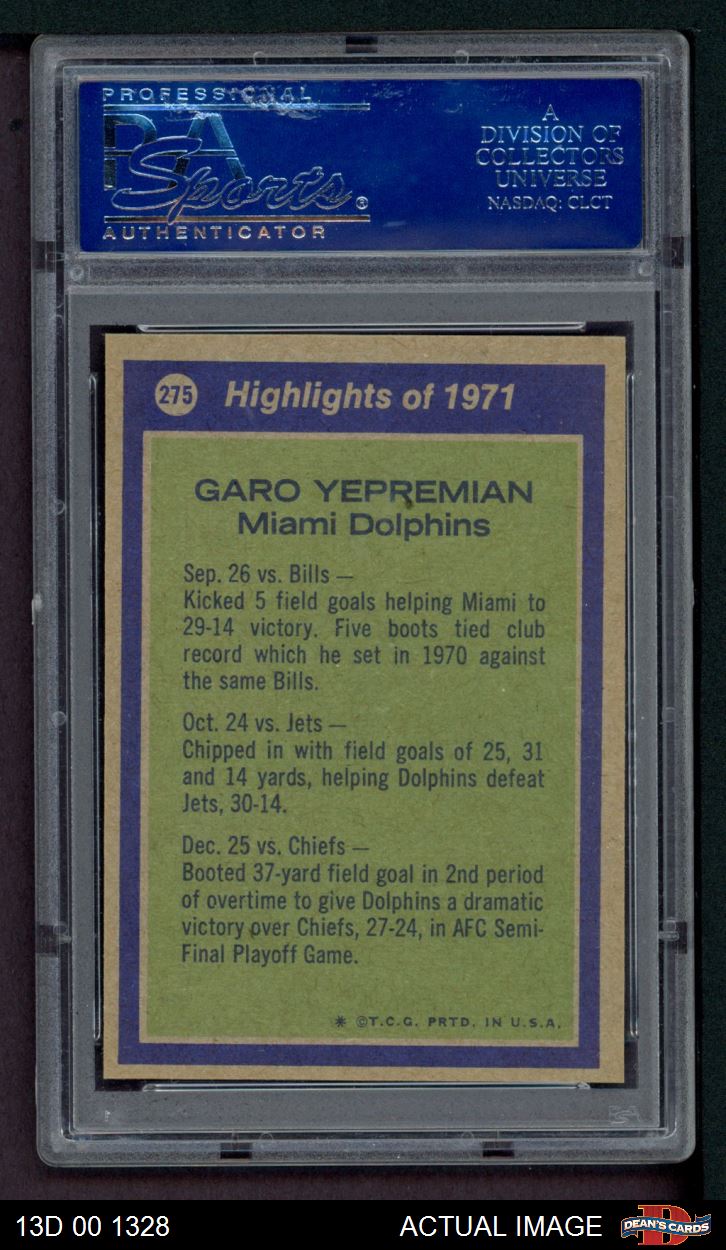 PROFESSIONAL
PSA
Sports®
AUTHENTICATOR
A
DIVISION OF
COLLECTORS
UNIVERSE
NASDAQ: CLCT
275 Highlights of 1971
GARO YEPREMIAN
Miami Dolphins
Sep. 26 vs. Bills —
Kicked 5 field goals helping Miami to
29-14 victory. Five boots tied club
record which he set in 1970 against
the same Bills.
Oct. 24 vs. Jets —
Chipped in with field goals of 25, 31
and 14 yards, helping Dolphins defeat
Jets, 30-14.
Dec. 25 vs. Chiefs —
Booted 37-yard field goal in 2nd period
of overtime to give Dolphins a dramatic
victory over Chiefs, 27-24, in AFC Semi-
Final Playoff Game.
* ©T.C.G. PRTD. IN U.S.A.
PSA
13D 00 1328
ACTUAL IMAGE
DEAN'S CARDS